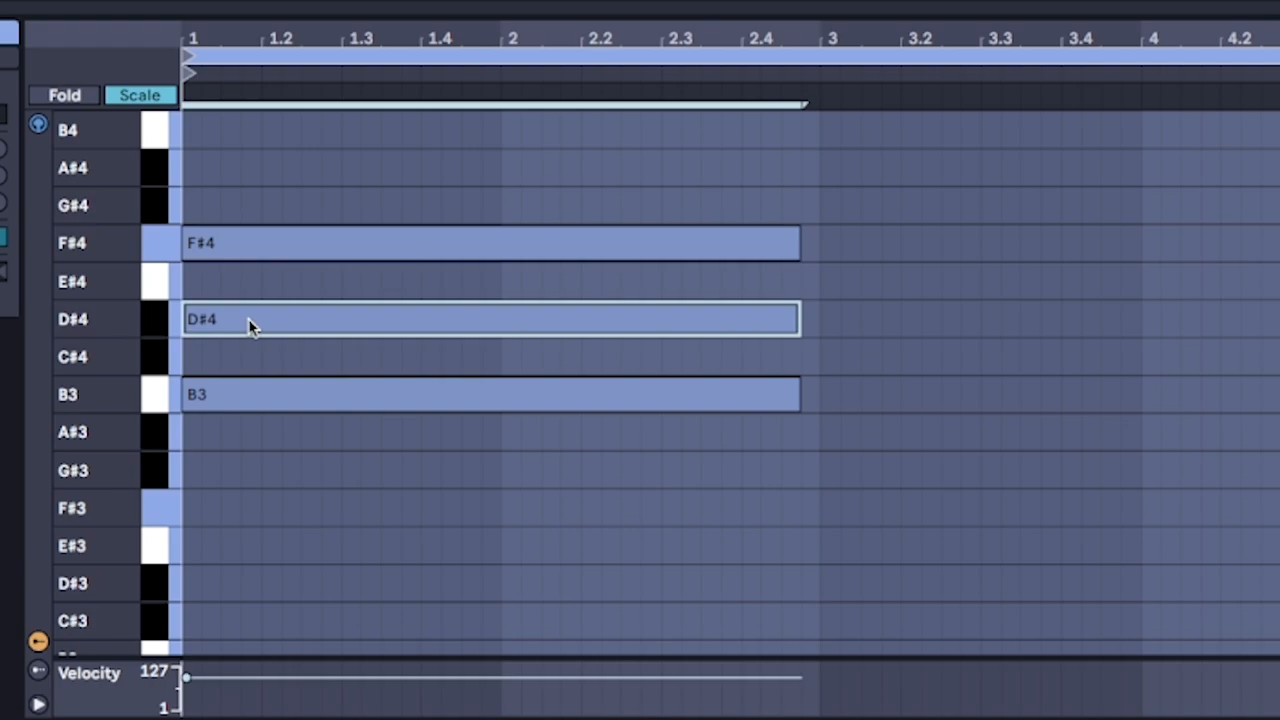 1 1.2 1.3 1.4 2 2.2 2.3 2.4 3 3.2 3.3 3.4 4 4.2
Fold Scale
B4
A♯4
G♯4
F♯4 F♯4
E♯4
D♯4 D♯4
C♯4
B3 B3
A♯3
G♯3
F♯3
E♯3
D♯3
C♯3
Velocity 127
1